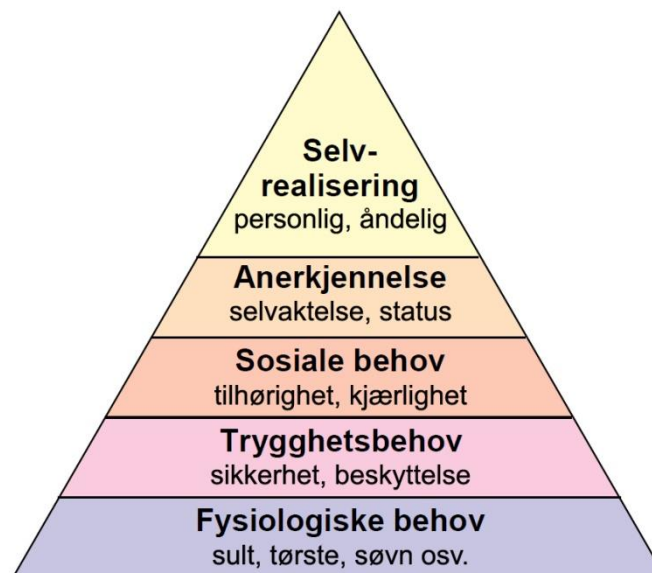 Selv-
realisering
personlig, åndelig
Anerkjennelse
selvaktelse, status
Sosiale behov
tilhørighet, kjærlighet
Trygghetsbehov
sikkerhet, beskyttelse
Fysiologiske behov
sult, tørste, søvn osv.